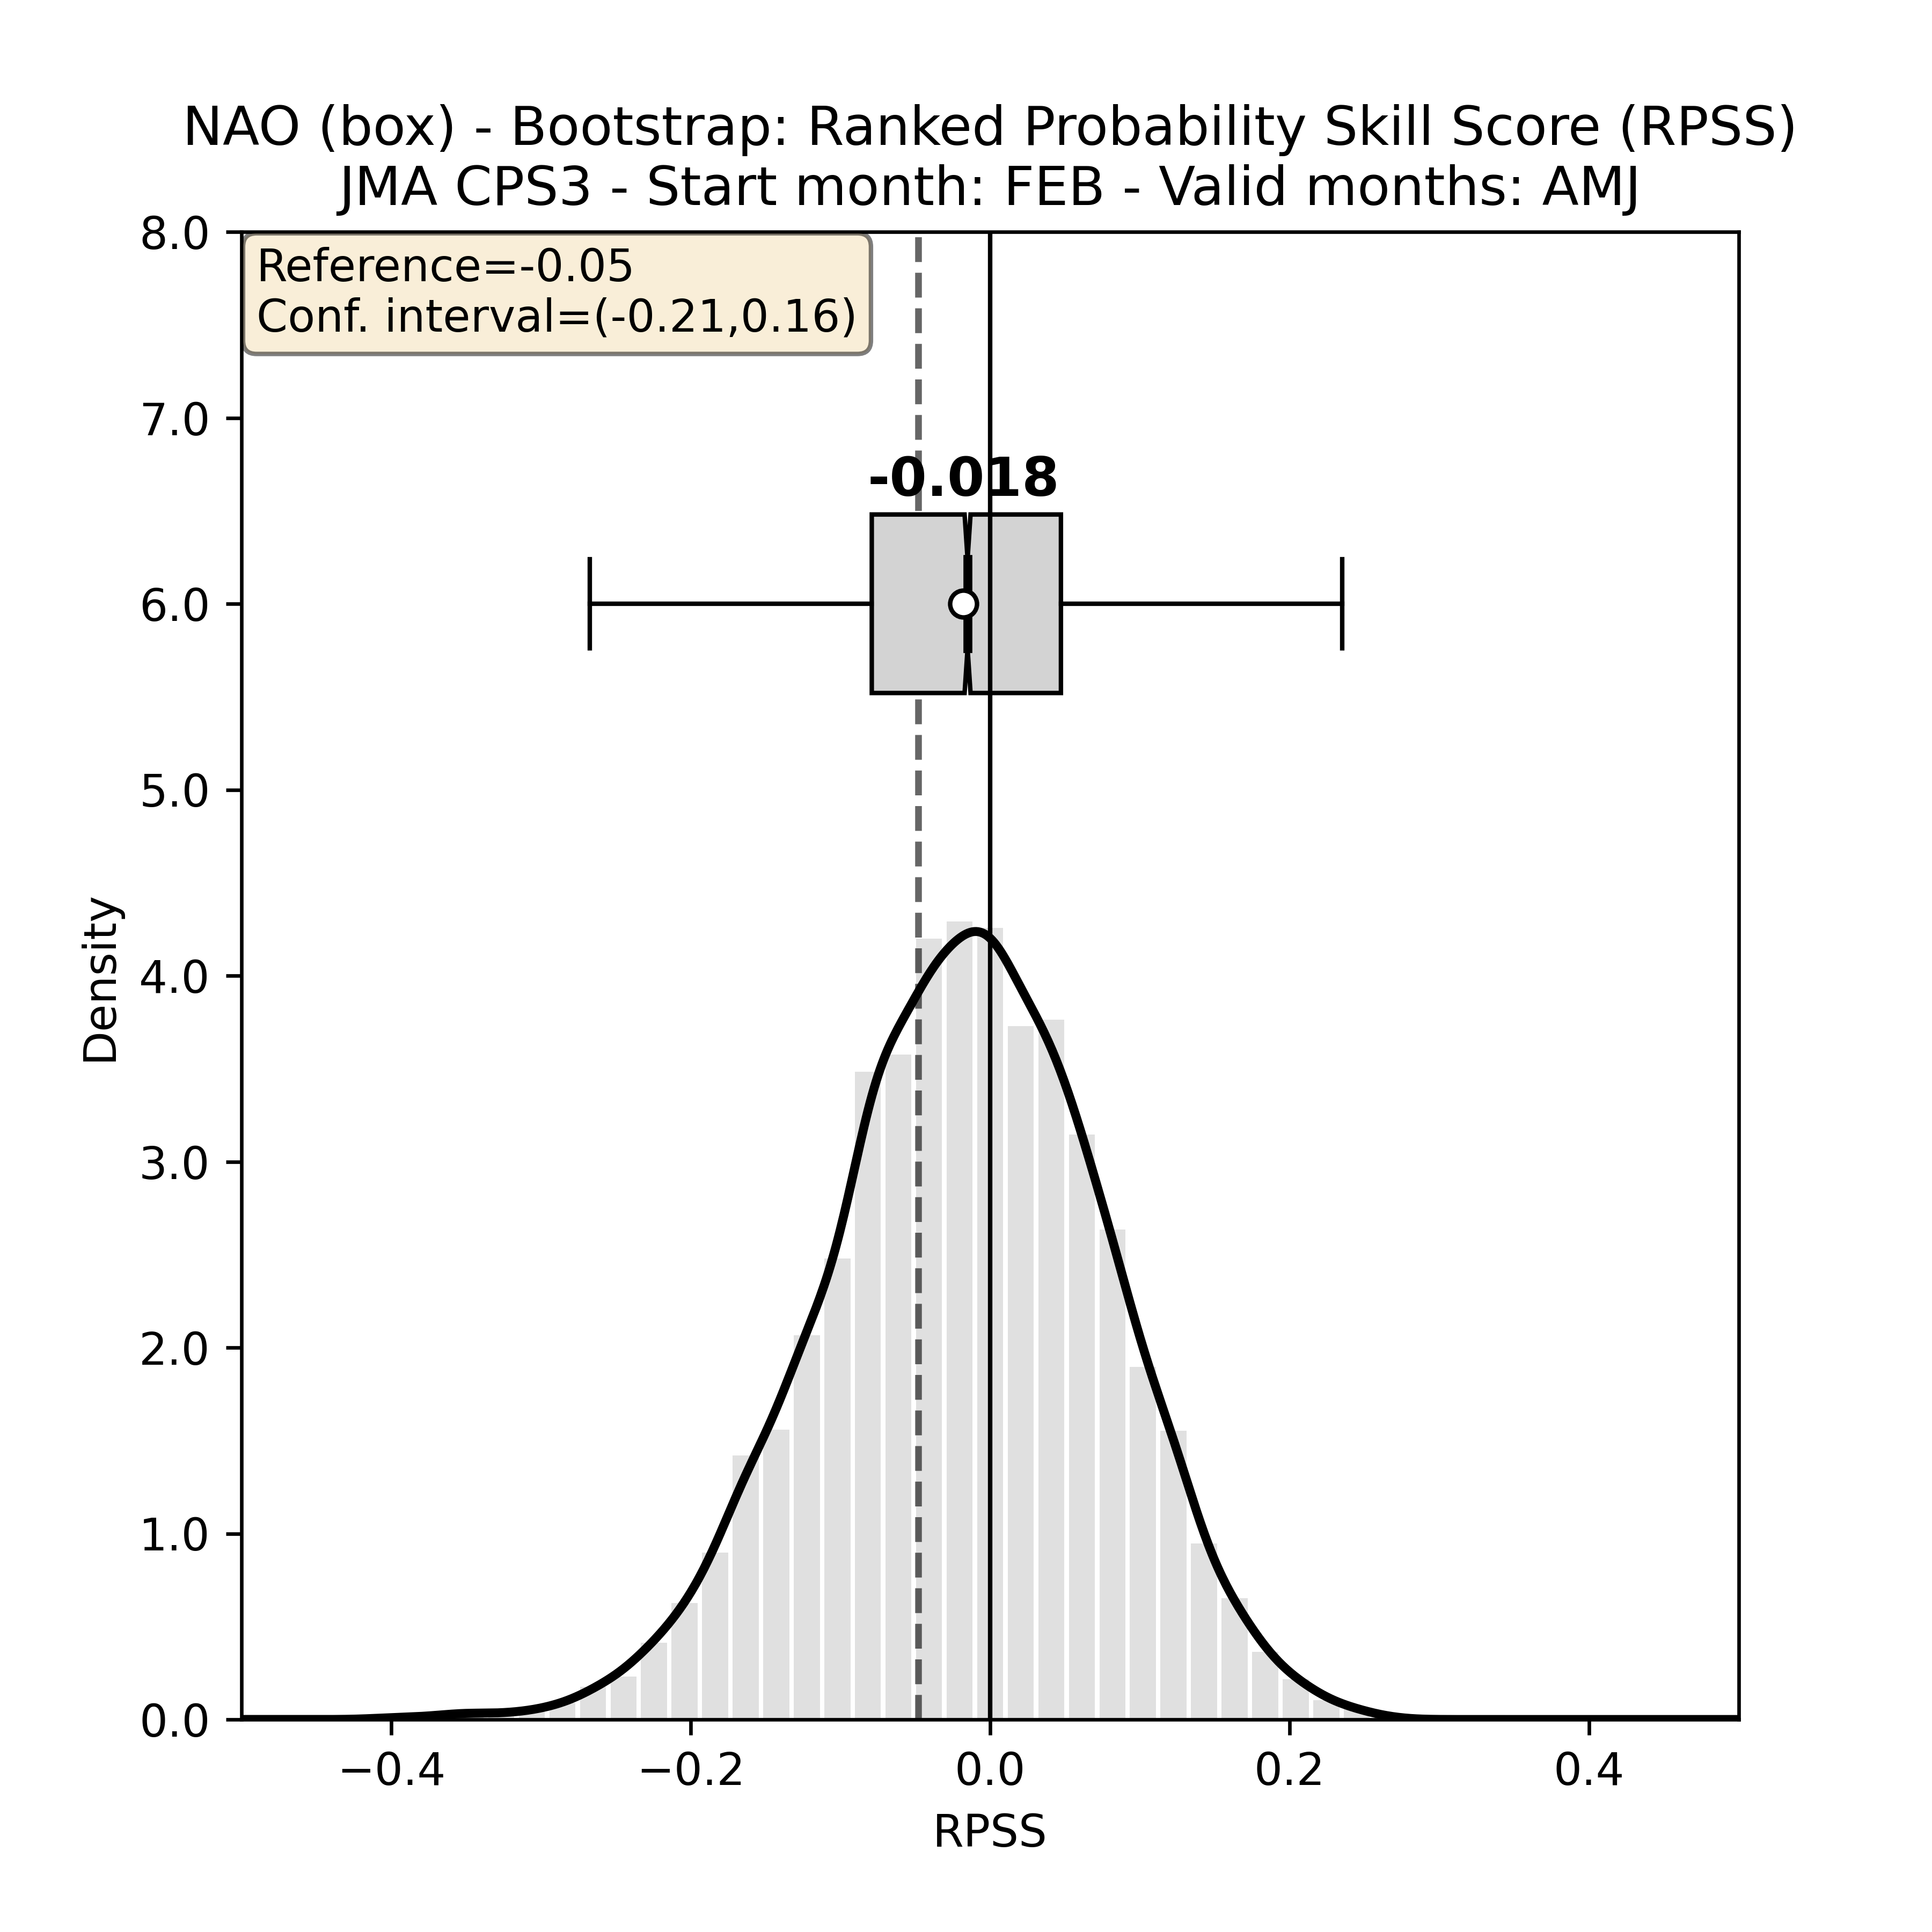 NAO (box) - Bootstrap: Ranked Probability Skill Score (RPSS)
JMA CPS3 - Start month: FEB - Valid months: AMJ
Reference=-0.05
Conf. interval=(-0.21,0.16)
-0.018
8.0
7.0
6.0
5.0
4.0
3.0
2.0
1.0
0.0
Density
−0.4
−0.2
0.0
0.2
0.4
RPSS